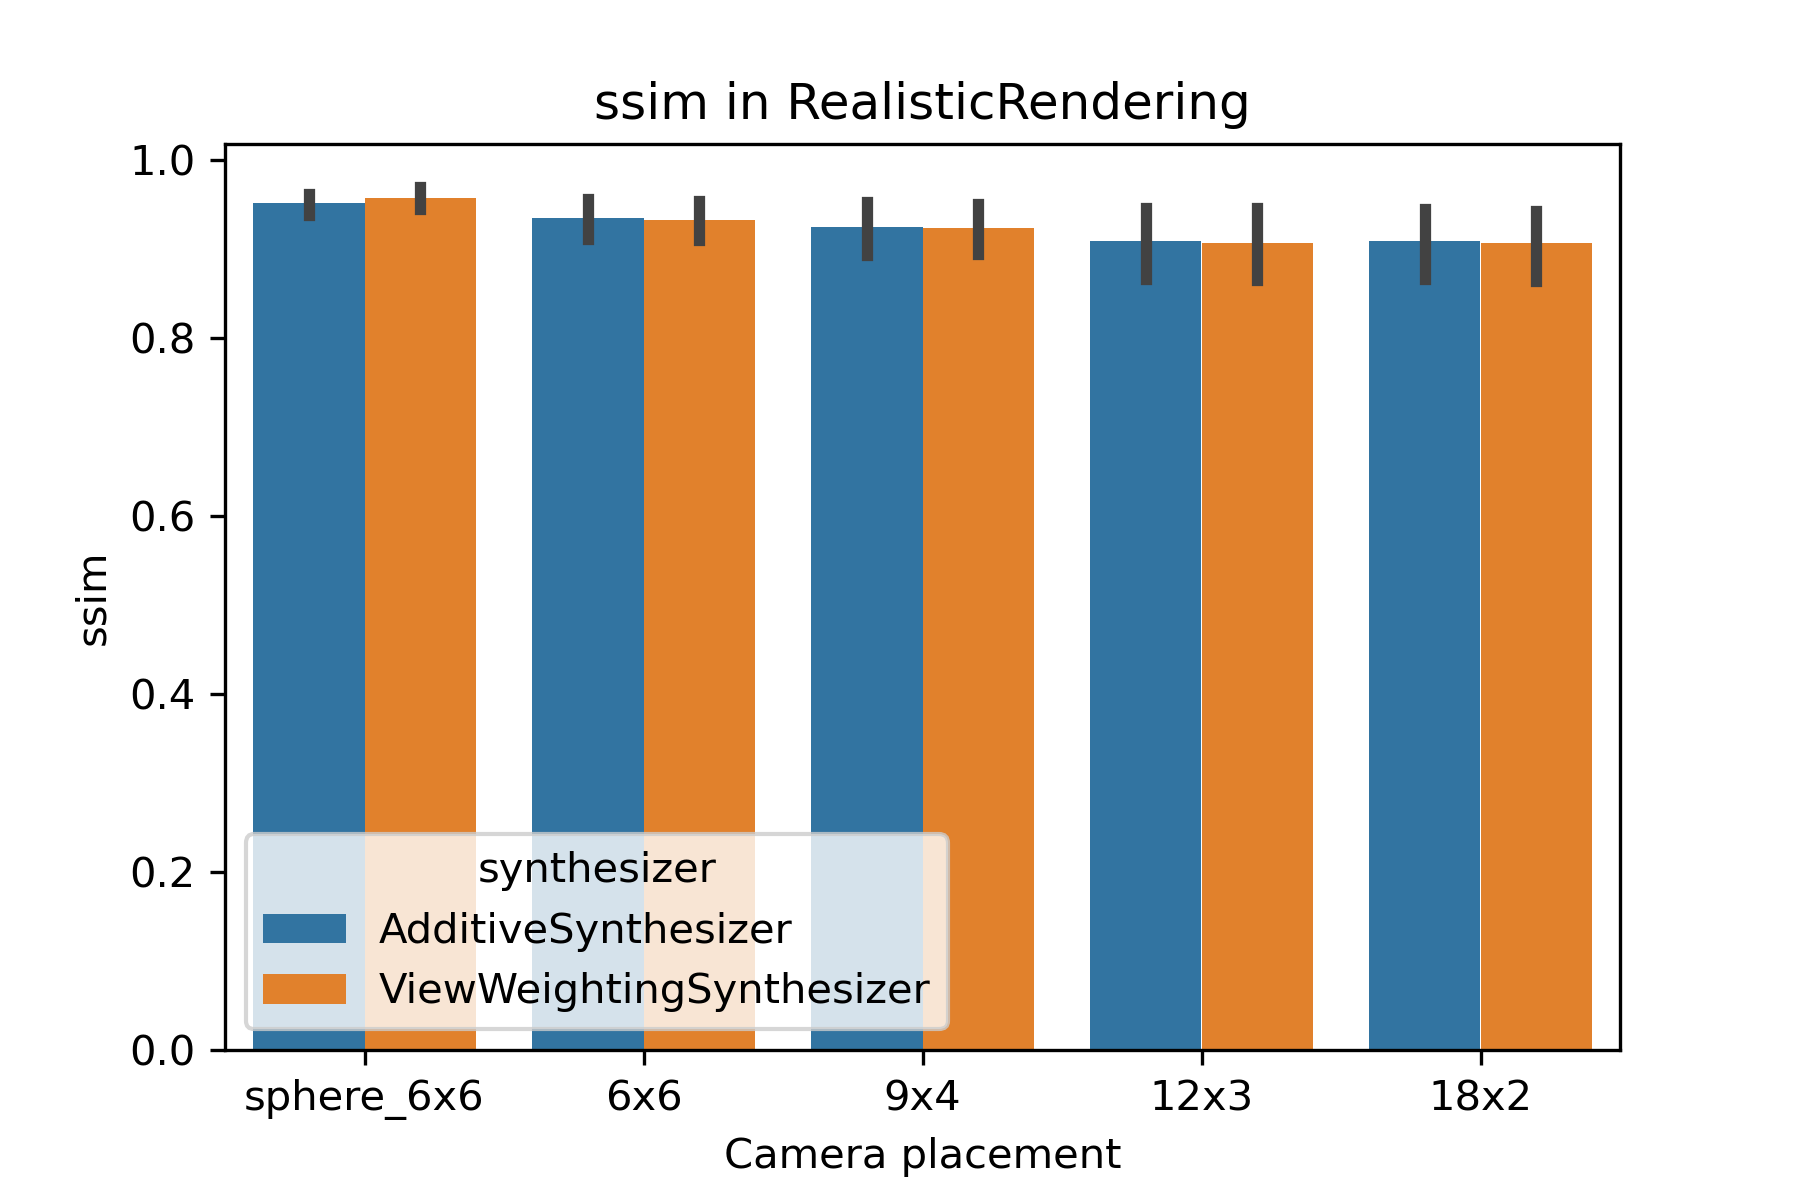 ssim in RealisticRendering
1.0
0.8
0.6
0.4
0.2
0.0
ssim
synthesizer
AdditiveSynthesizer
ViewWeightingSynthesizer
sphere_6x6 6x6 9x4 12x3 18x2
Camera placement